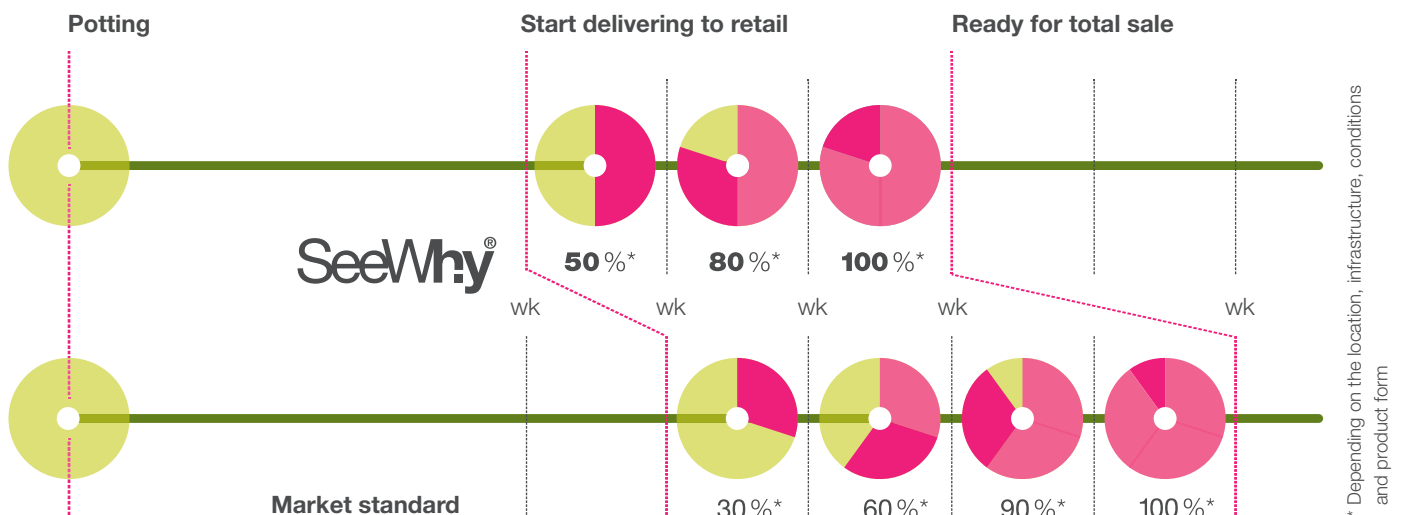 Potting
Start delivering to retail
Ready for total sale
SeeWhy®
50 %*
80 %*
100 %*
wk
wk
wk
wk
wk
Market standard
30 %*
60 %*
90 %*
100 %*
* Depending on the location, infrastructure, conditions
and product form